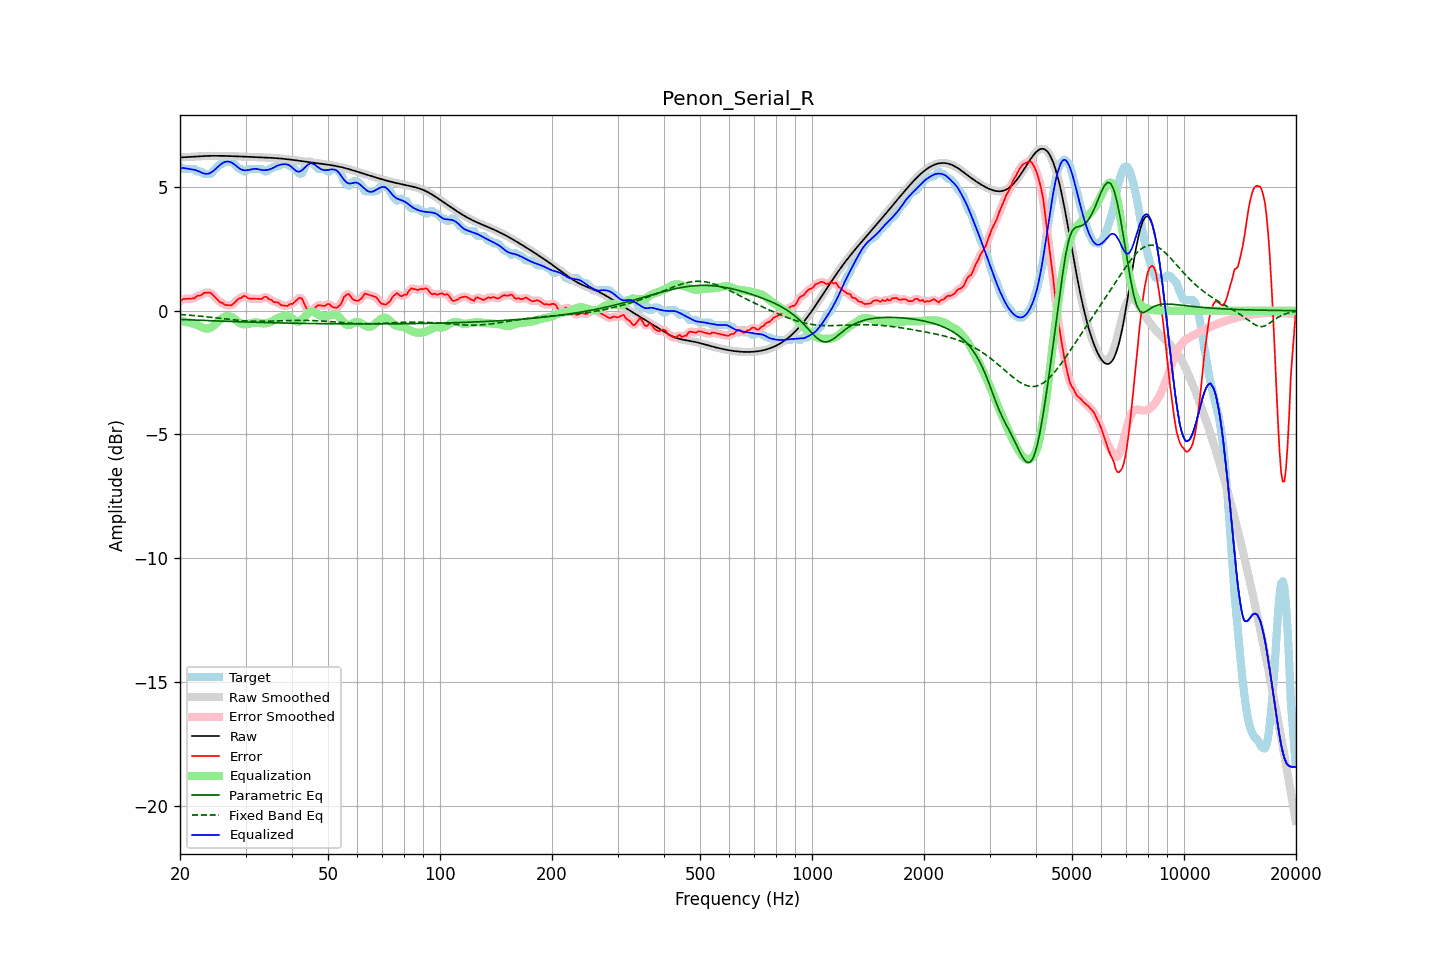 Penon_Serial_R
Amplitude (dBr)
5
0
−5
−10
−15
−20
Target
Raw Smoothed
Error Smoothed
Raw
Error
Equalization
Parametric Eq
Fixed Band Eq
Equalized
20 50 100 200 500 1000 2000 5000 10000 20000
Frequency (Hz)